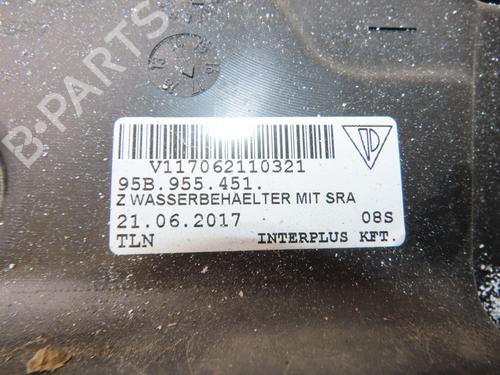 V117062110321
95B.955.451.
Z WASSERBEHAELTER MIT SRA
21.06.2017 08S
TLN INTERPLUS KFT.
B-PARTS